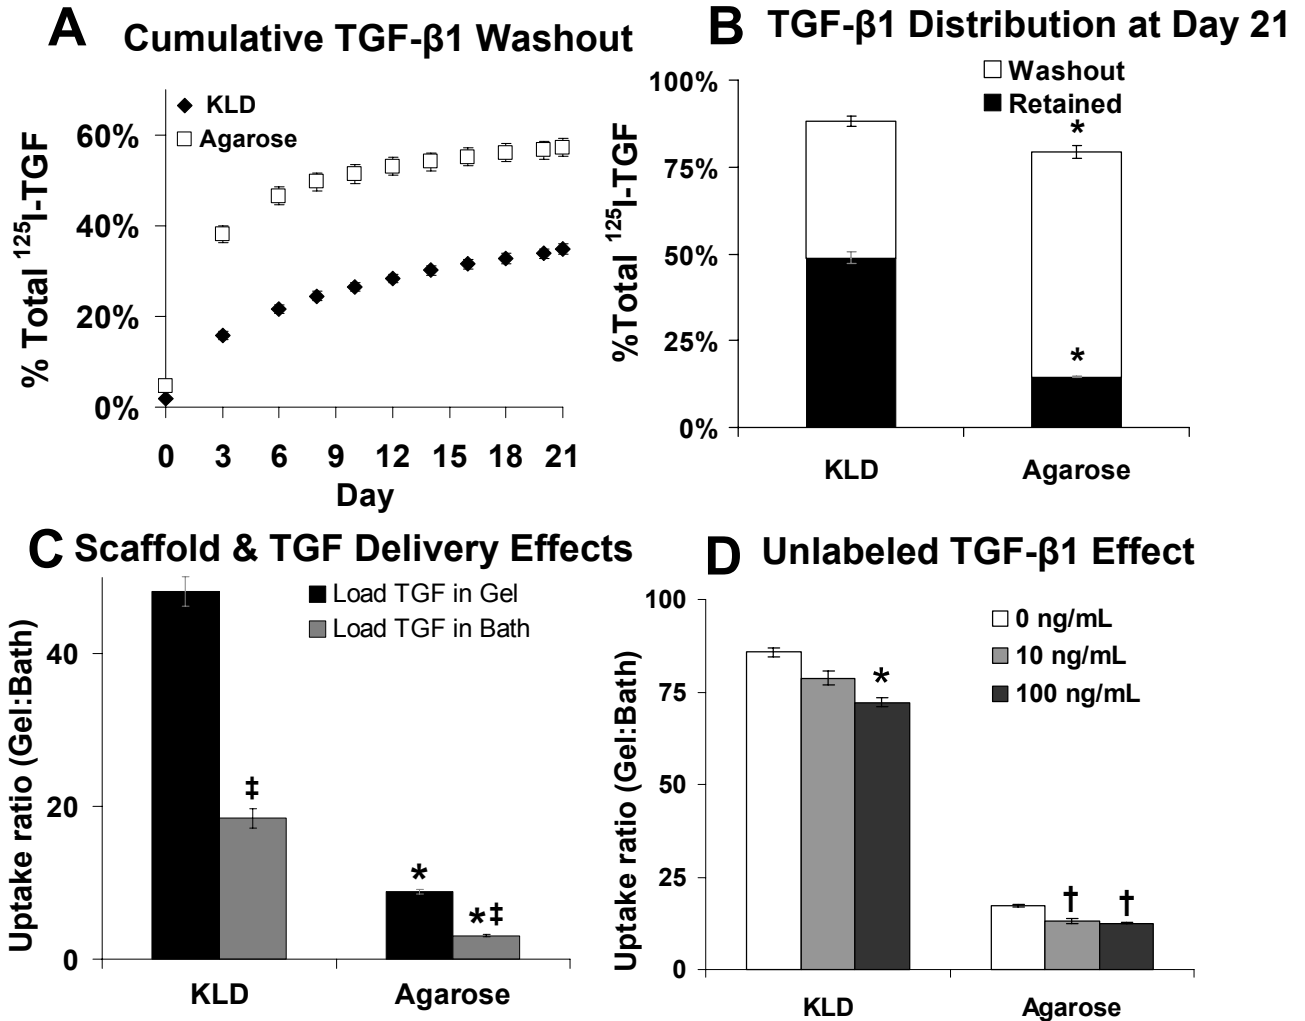 A Cumulative TGF-β1 Washout
% Total ¹²⁵I-TGF
60%
40%
20%
0%
KLD
Agarose
0 3 6 9 12 15 18 21
Day
B TGF-β1 Distribution at Day 21
%Total ¹²⁵I-TGF
100%
75%
50%
25%
0%
Washout
Retained
*
*
KLD Agarose
C Scaffold & TGF Delivery Effects
Uptake ratio (Gel:Bath)
40
20
0
Load TGF in Gel
Load TGF in Bath
‡
*
*‡
KLD Agarose
D Unlabeled TGF-β1 Effect
Uptake ratio (Gel:Bath)
100
75
50
25
0
0 ng/mL
10 ng/mL
100 ng/mL
*
† †
KLD Agarose